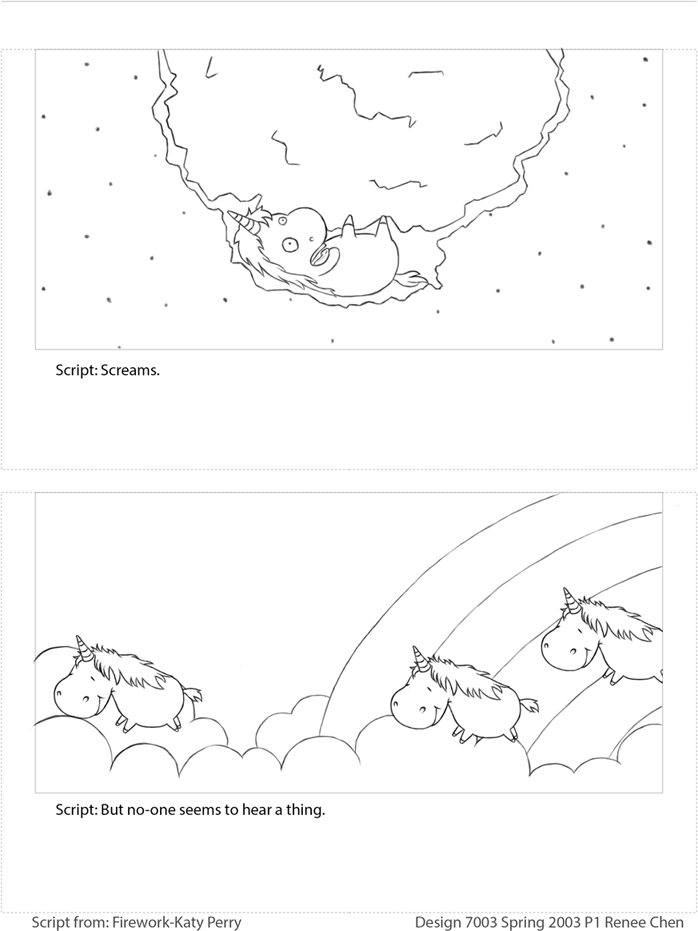 Script: Screams.
Script: But no-one seems to hear a thing.
Script from: Firework-Katy Perry
Design 7003 Spring 2003 P1 Renee Chen